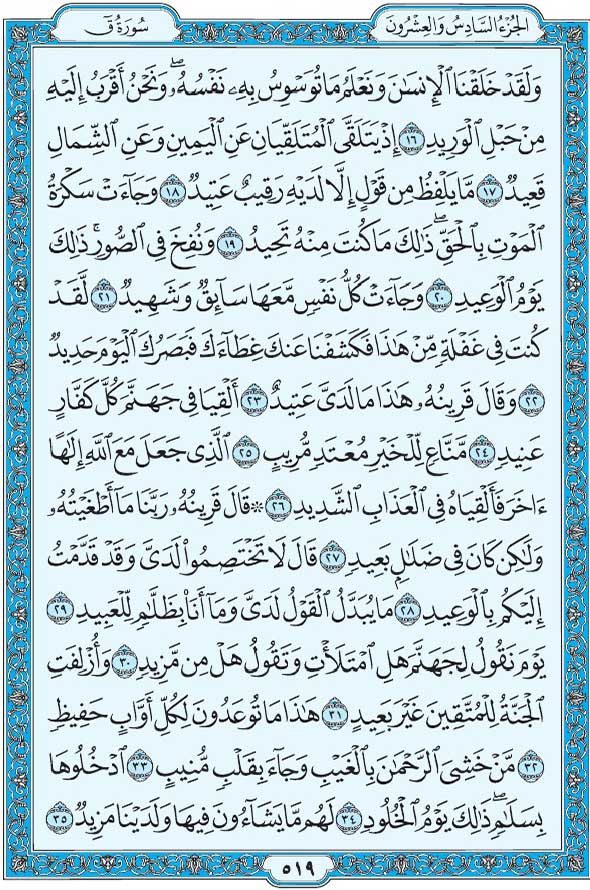 الجزء السادس والعشرون
سورة ق
وَلَقَدْ خَلَقْنَا ٱلْإِنسَٰنَ وَنَعْلَمُ مَا تُوَسْوِسُ بِهِۦ نَفْسُهُۥ ۖ وَنَحْنُ أَقْرَبُ إِلَيْهِ
مِنْ حَبْلِ ٱلْوَرِيدِ ١٦ إِذْ يَتَلَقَّى ٱلْمُتَلَقِّيَانِ عَنِ ٱلْيَمِينِ وَعَنِ ٱلشِّمَالِ
قَعِيدٌ ١٧ مَّا يَلْفِظُ مِن قَوْلٍ إِلَّا لَدَيْهِ رَقِيبٌ عَتِيدٌ ١٨ وَجَآءَتْ سَكْرَةُ
ٱلْمَوْتِ بِٱلْحَقِّ ۖ ذَٰلِكَ مَا كُنتَ مِنْهُ تَحِيدُ ١٩ وَنُفِخَ فِى ٱلصُّورِ ۚ ذَٰلِكَ
يَوْمُ ٱلْوَعِيدِ ٢٠ وَجَآءَتْ كُلُّ نَفْسٍ مَّعَهَا سَآئِقٌ وَشَهِيدٌ ٢١ لَّقَدْ
كُنتَ فِى غَفْلَةٍ مِّنْ هَٰذَا فَكَشَفْنَا عَنكَ غِطَآءَكَ فَبَصَرُكَ ٱلْيَوْمَ حَدِيدٌ
٢٢ وَقَالَ قَرِينُهُۥ هَٰذَا مَا لَدَىَّ عَتِيدٌ ٢٣ أَلْقِيَا فِى جَهَنَّمَ كُلَّ كَفَّارٍ
عَنِيدٍ ٢٤ مَّنَّاعٍ لِّلْخَيْرِ مُعْتَدٍ مُّرِيبٍ ٢٥ ٱلَّذِى جَعَلَ مَعَ ٱللَّهِ إِلَٰهًا
ءَاخَرَ فَأَلْقِيَاهُ فِى ٱلْعَذَابِ ٱلشَّدِيدِ ٢٦ ۞ قَالَ قَرِينُهُۥ رَبَّنَا مَآ أَطْغَيْتُهُۥ
وَلَٰكِن كَانَ فِى ضَلَٰلٍۭ بَعِيدٍ ٢٧ قَالَ لَا تَخْتَصِمُوا۟ لَدَىَّ وَقَدْ قَدَّمْتُ
إِلَيْكُم بِٱلْوَعِيدِ ٢٨ مَا يُبَدَّلُ ٱلْقَوْلُ لَدَىَّ وَمَآ أَنَا۠ بِظَلَّٰمٍ لِّلْعَبِيدِ ٢٩
يَوْمَ نَقُولُ لِجَهَنَّمَ هَلِ ٱمْتَلَأْتِ وَتَقُولُ هَلْ مِن مَّزِيدٍ ٣٠ وَأُزْلِفَتِ
ٱلْجَنَّةُ لِلْمُتَّقِينَ غَيْرَ بَعِيدٍ ٣١ هَٰذَا مَا تُوعَدُونَ لِكُلِّ أَوَّابٍ حَفِيظٍ
٣٢ مَّنْ خَشِىَ ٱلرَّحْمَٰنَ بِٱلْغَيْبِ وَجَآءَ بِقَلْبٍ مُّنِيبٍ ٣٣ ٱدْخُلُوهَا
بِسَلَٰمٍ ۖ ذَٰلِكَ يَوْمُ ٱلْخُلُودِ ٣٤ لَهُم مَّا يَشَآءُونَ فِيهَا وَلَدَيْنَا مَزِيدٌ ٣٥
٥١٩